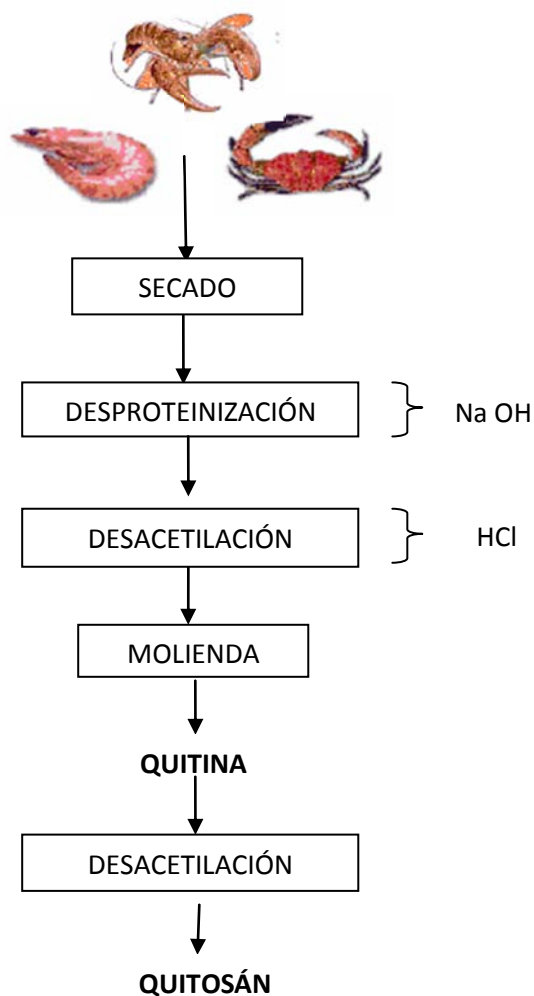 SECADO
DESPROTEINIZACIÓN
Na OH
DESACETILACIÓN
HCl
MOLIENDA
QUITINA
DESACETILACIÓN
QUITOSÁN